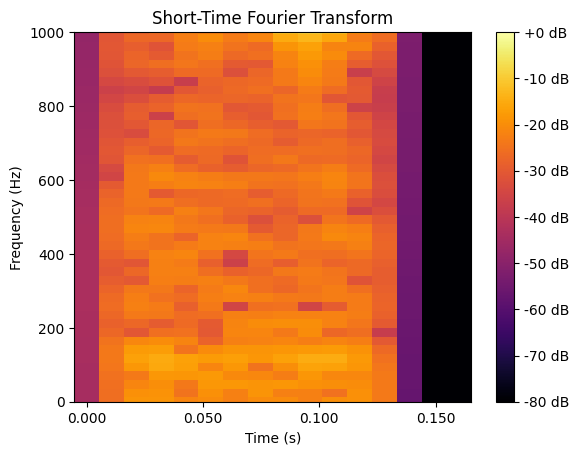 Short-Time Fourier Transform
Frequency (Hz)
1000
800
600
400
200
0
0.000
0.050
0.100
0.150
Time (s)
+0 dB
-10 dB
-20 dB
-30 dB
-40 dB
-50 dB
-60 dB
-70 dB
-80 dB